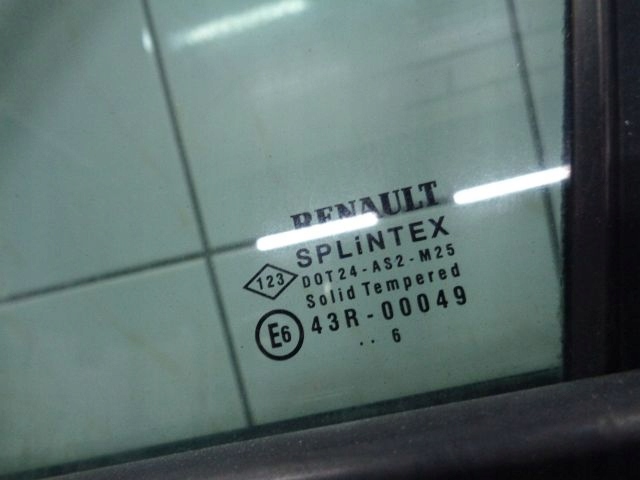 RENAULT
SPLiNTEX
123 DOT24-AS2-M25
Solid Tempered
E6 43R-00049
.. 6